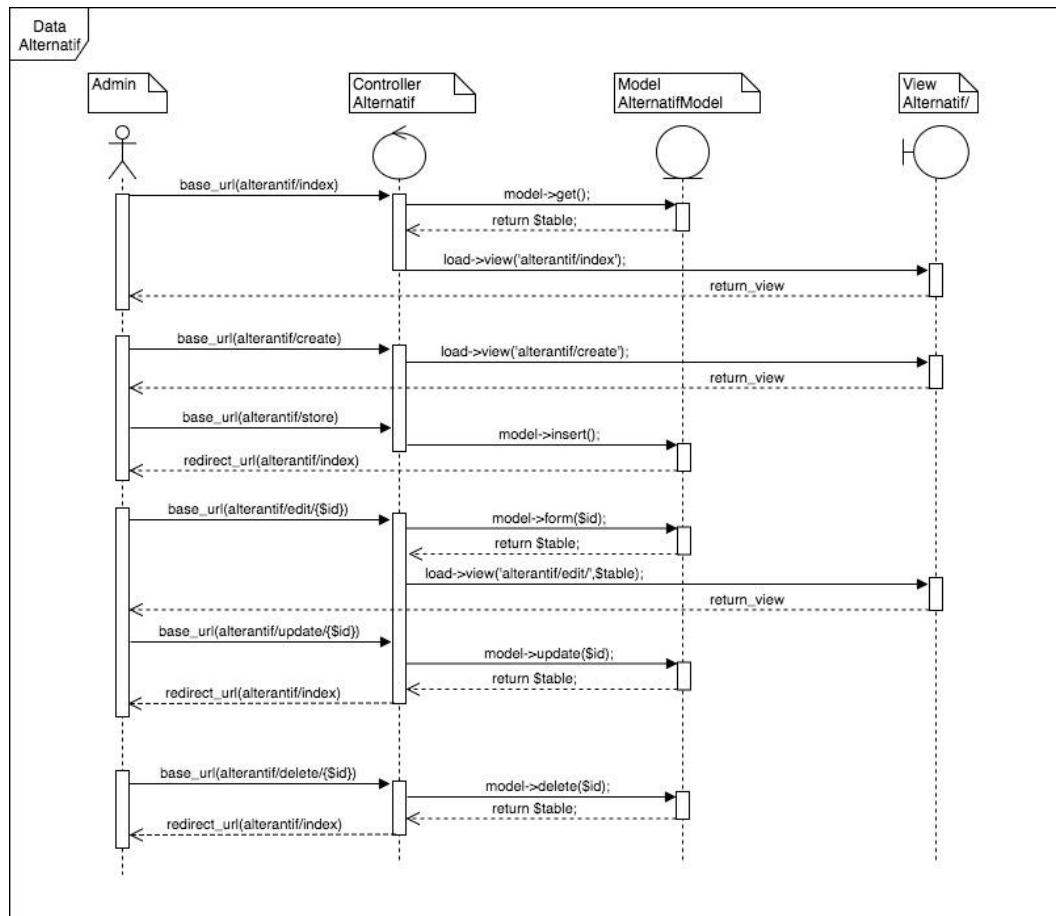 Data
Alternatif
Admin
Controller
Alternatif
Model
AlternatifModel
View
Alternatif/
base_url(alterantif/index)
model->get();
return $table;
load->view('alterantif/index');
return_view
base_url(alterantif/create)
load->view('alterantif/create');
return_view
base_url(alterantif/store)
model->insert();
redirect_url(alterantif/index)
base_url(alterantif/edit/{$id})
model->form($id);
return $table;
load->view('alterantif/edit/',$table);
return_view
base_url(alterantif/update/{$id})
model->update($id);
return $table;
redirect_url(alterantif/index)
base_url(alterantif/delete/{$id})
model->delete($id);
return $table;
redirect_url(alterantif/index)